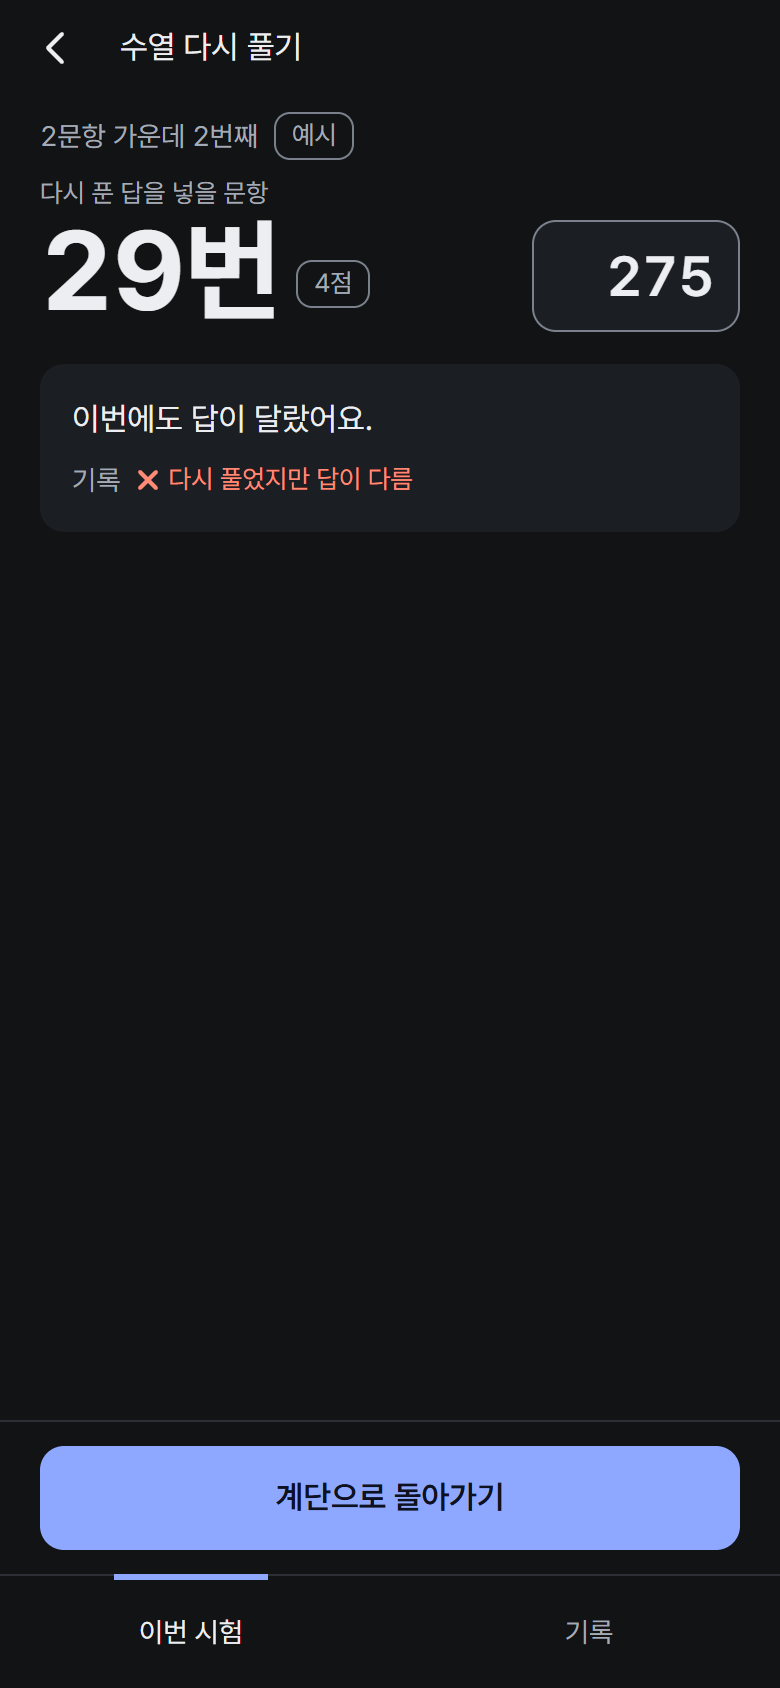 수열 다시 풀기
2문항 가운데 2번째 예시
다시 푼 답을 넣을 문항
29번 4점 275
이번에도 답이 달랐어요.
기록 다시 풀었지만 답이 다름
계단으로 돌아가기
이번 시험 기록